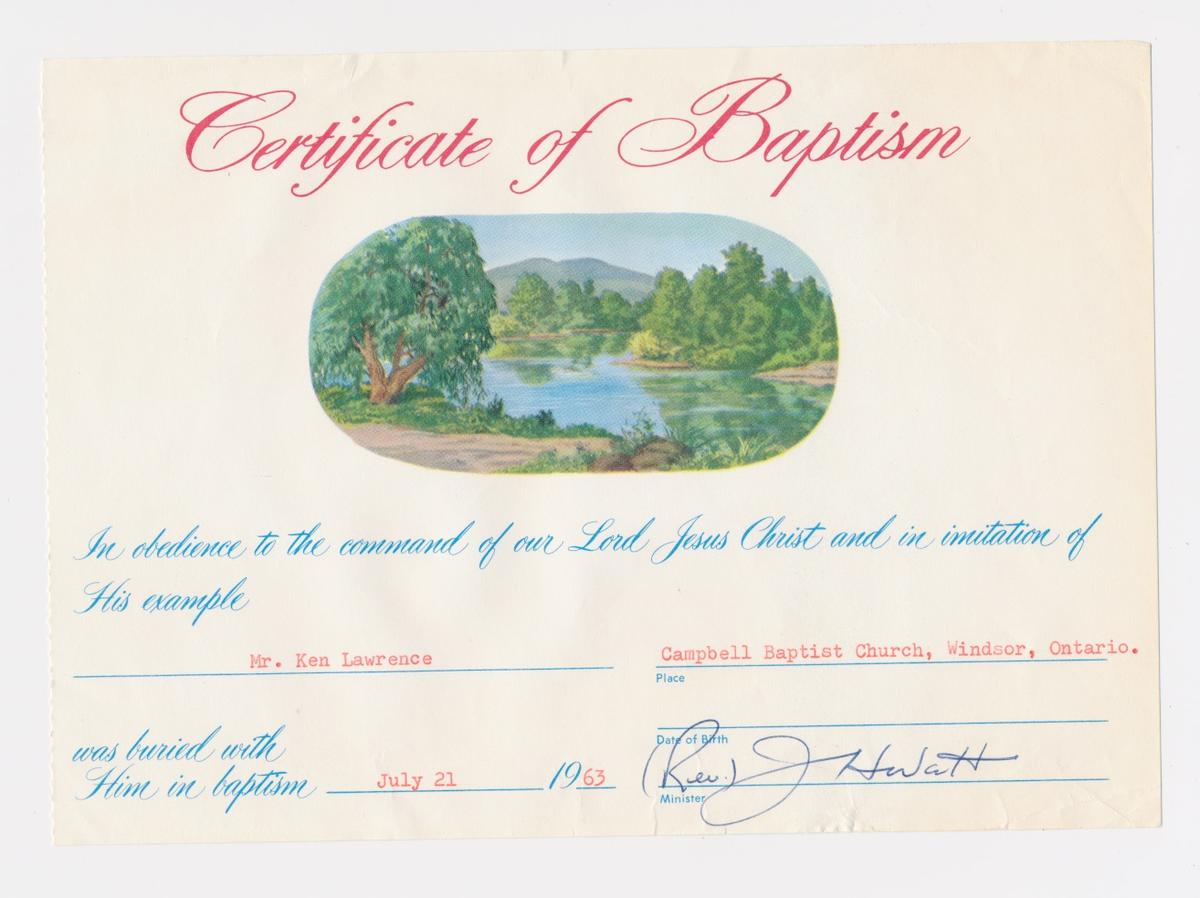 Certificate of Baptism
In obedience to the command of our Lord Jesus Christ and in imitation of
His example
Mr. Ken Lawrence
Campbell Baptist Church, Windsor, Ontario.
Place
Date of Birth
was buried with
Him in baptism July 21 1963
(Rev.) J
Minister